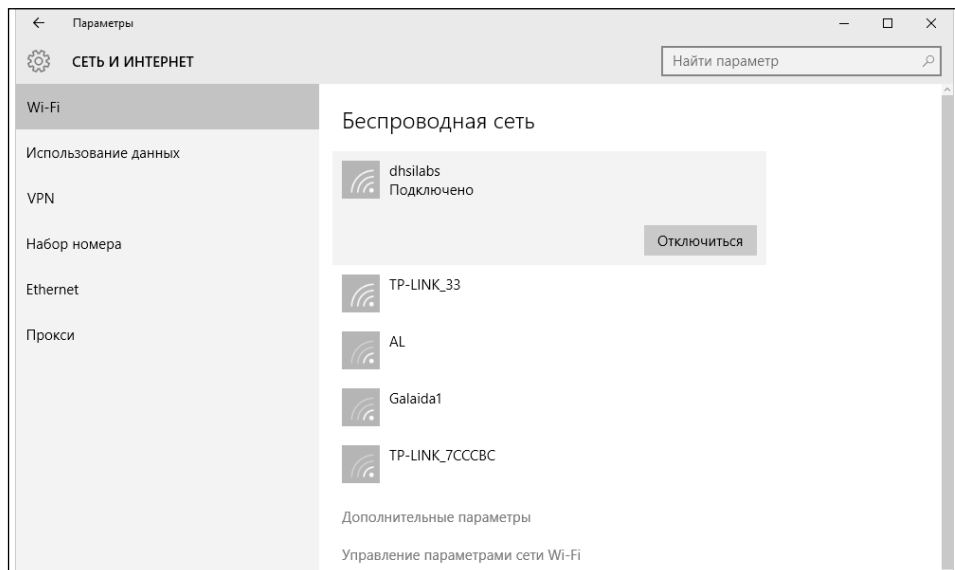 Параметры
СЕТЬ И ИНТЕРНЕТ
Найти параметр
Wi-Fi
Использование данных
VPN
Набор номера
Ethernet
Прокси
Беспроводная сеть
dhsilabs
Подключено
Отключиться
TP-LINK_33
AL
Galaida1
TP-LINK_7CCCBC
Дополнительные параметры
Управление параметрами сети Wi-Fi